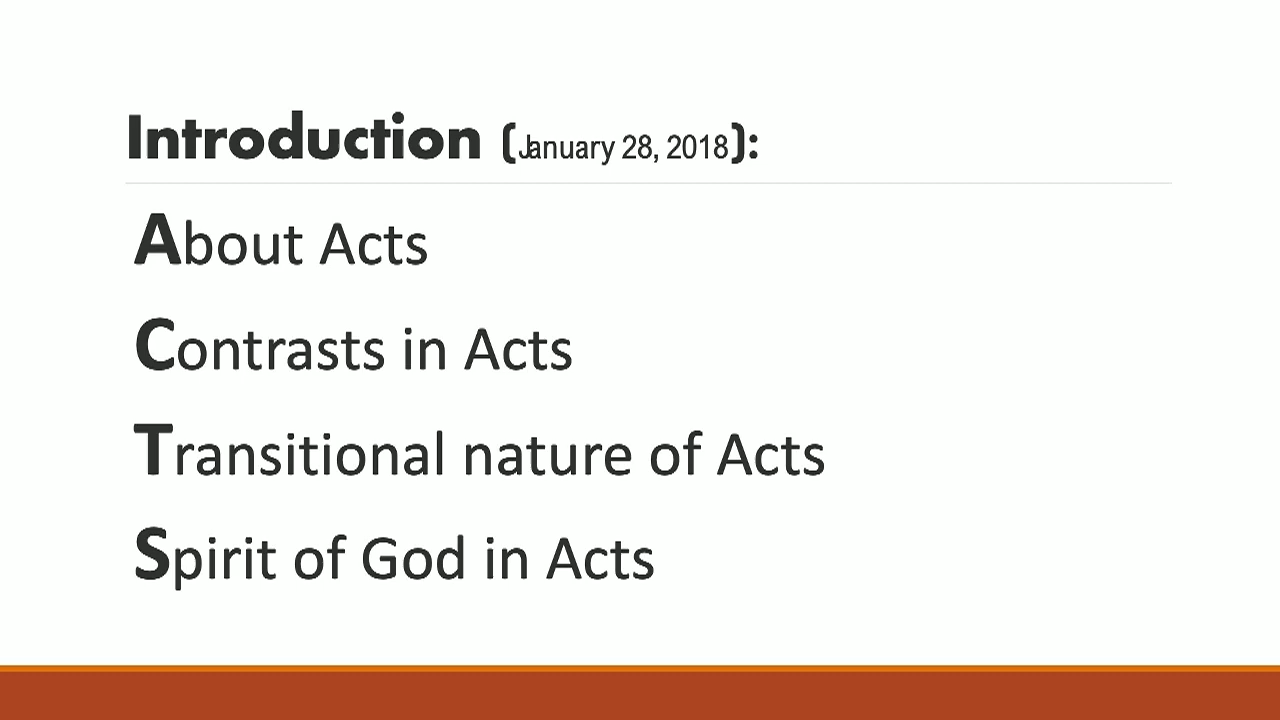 Introduction (January 28, 2018):
About Acts
Contrasts in Acts
Transitional nature of Acts
Spirit of God in Acts